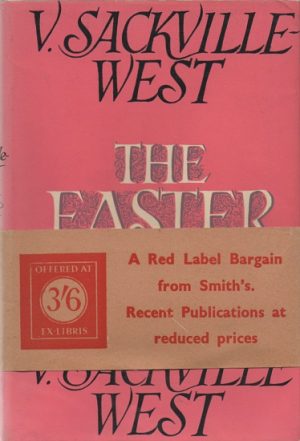 V. SACKVILLE-
WEST
THE
EASTER
OFFERED AT
3/6
EX LIBRIS
A Red Label Bargain
from Smith's.
Recent Publications at
reduced prices
V. SACKVILLE-
WEST